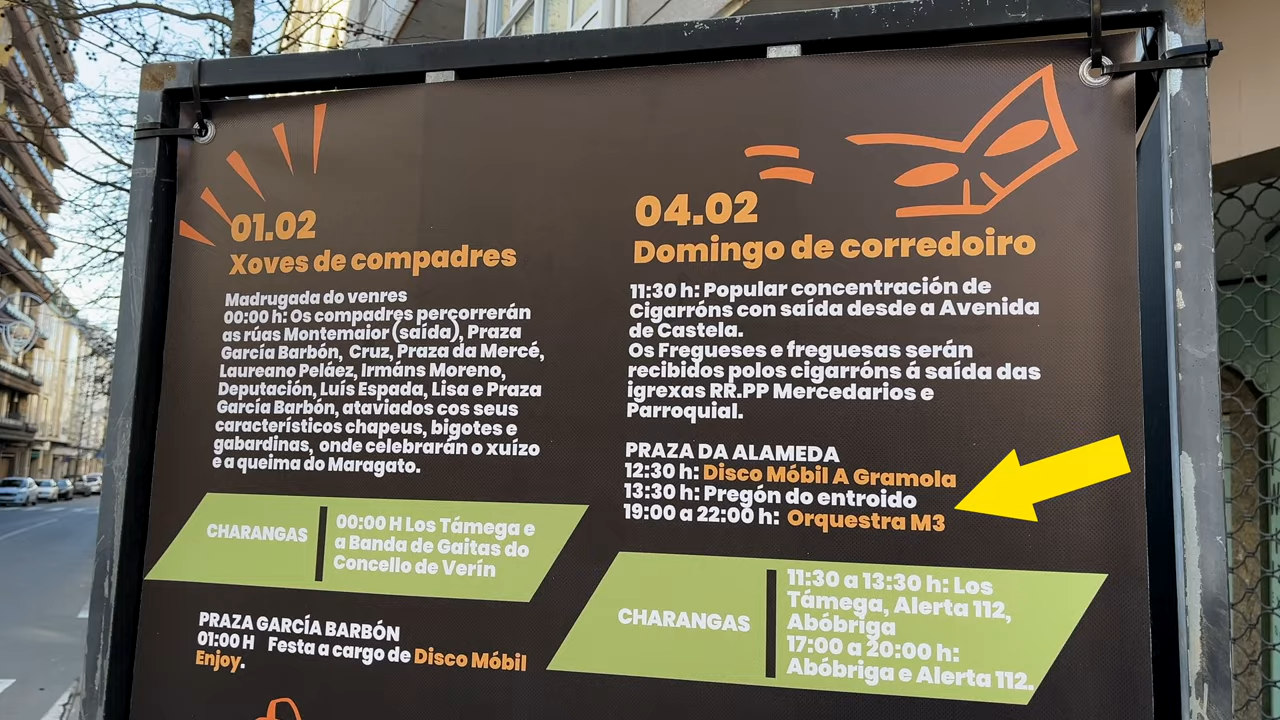 01.02
Xoves de compadres
Madrugada do venres
00:00 h: Os compadres percorrerán
as rúas Montemaior (saída), Praza
García Barbón, Cruz, Praza da Mercé,
Laureano Peláez, Irmáns Moreno,
Deputación, Luís Espada, Lisa e Praza
García Barbón, ataviados cos seus
característicos chapeus, bigotes e
gabardinas, onde celebrarán o xuízo
e a queima do Maragato.
CHARANGAS
00:00 H Los Támega e
a Banda de Gaitas do
Concello de Verín
PRAZA GARCÍA BARBÓN
01:00 H Festa a cargo de Disco Móbil
Enjoy.
04.02
Domingo de corredoiro
11:30 h: Popular concentración de
Cigarróns con saída desde a Avenida
de Castela.
Os Fregueses e freguesas serán
recibidos polos cigarróns á saída das
igrexas RR.PP Mercedarios e
Parroquial.
PRAZA DA ALAMEDA
12:30 h: Disco Móbil A Gramola
13:30 h: Pregón do entroido
19:00 a 22:00 h: Orquestra M3
CHARANGAS
11:30 a 13:30 h: Los
Támega, Alerta 112,
Abóbriga
17:00 a 20:00 h:
Abóbriga e Alerta 112.